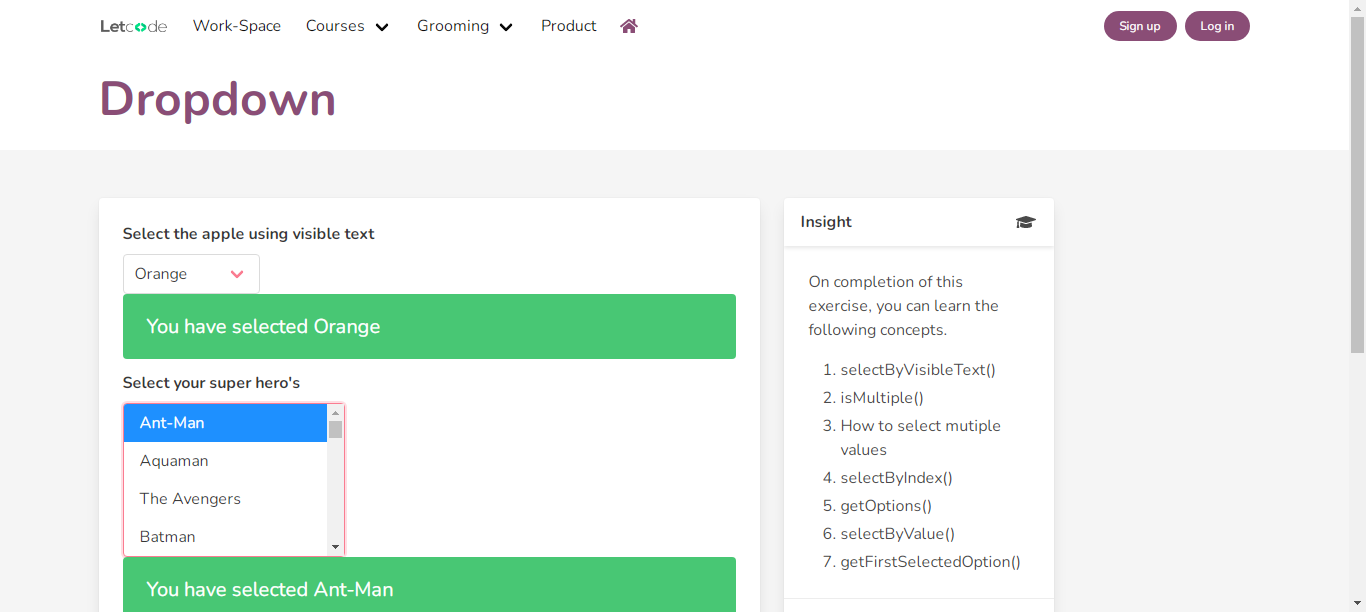 Letcode Work-Space Courses Grooming Product Sign up Log in
Dropdown
Select the apple using visible text
Orange
You have selected Orange
Select your super hero's
Ant-Man
Aquaman
The Avengers
Batman
You have selected Ant-Man
Insight
On completion of this
exercise, you can learn the
following concepts.
1. selectByVisibleText()
2. isMultiple()
3. How to select mutiple
values
4. selectByIndex()
5. getOptions()
6. selectByValue()
7. getFirstSelectedOption()